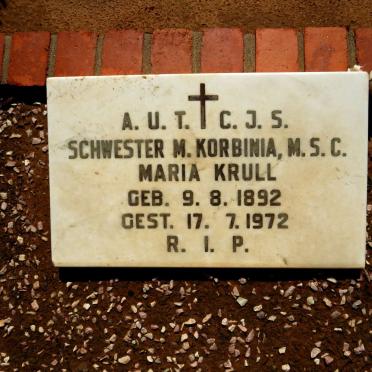 A. U. T. C. J. S.
SCHWESTER M. KORBINIA, M. S. C.
MARIA KRULL
GEB. 9. 8. 1892
GEST. 17. 7. 1972
R. I. P.